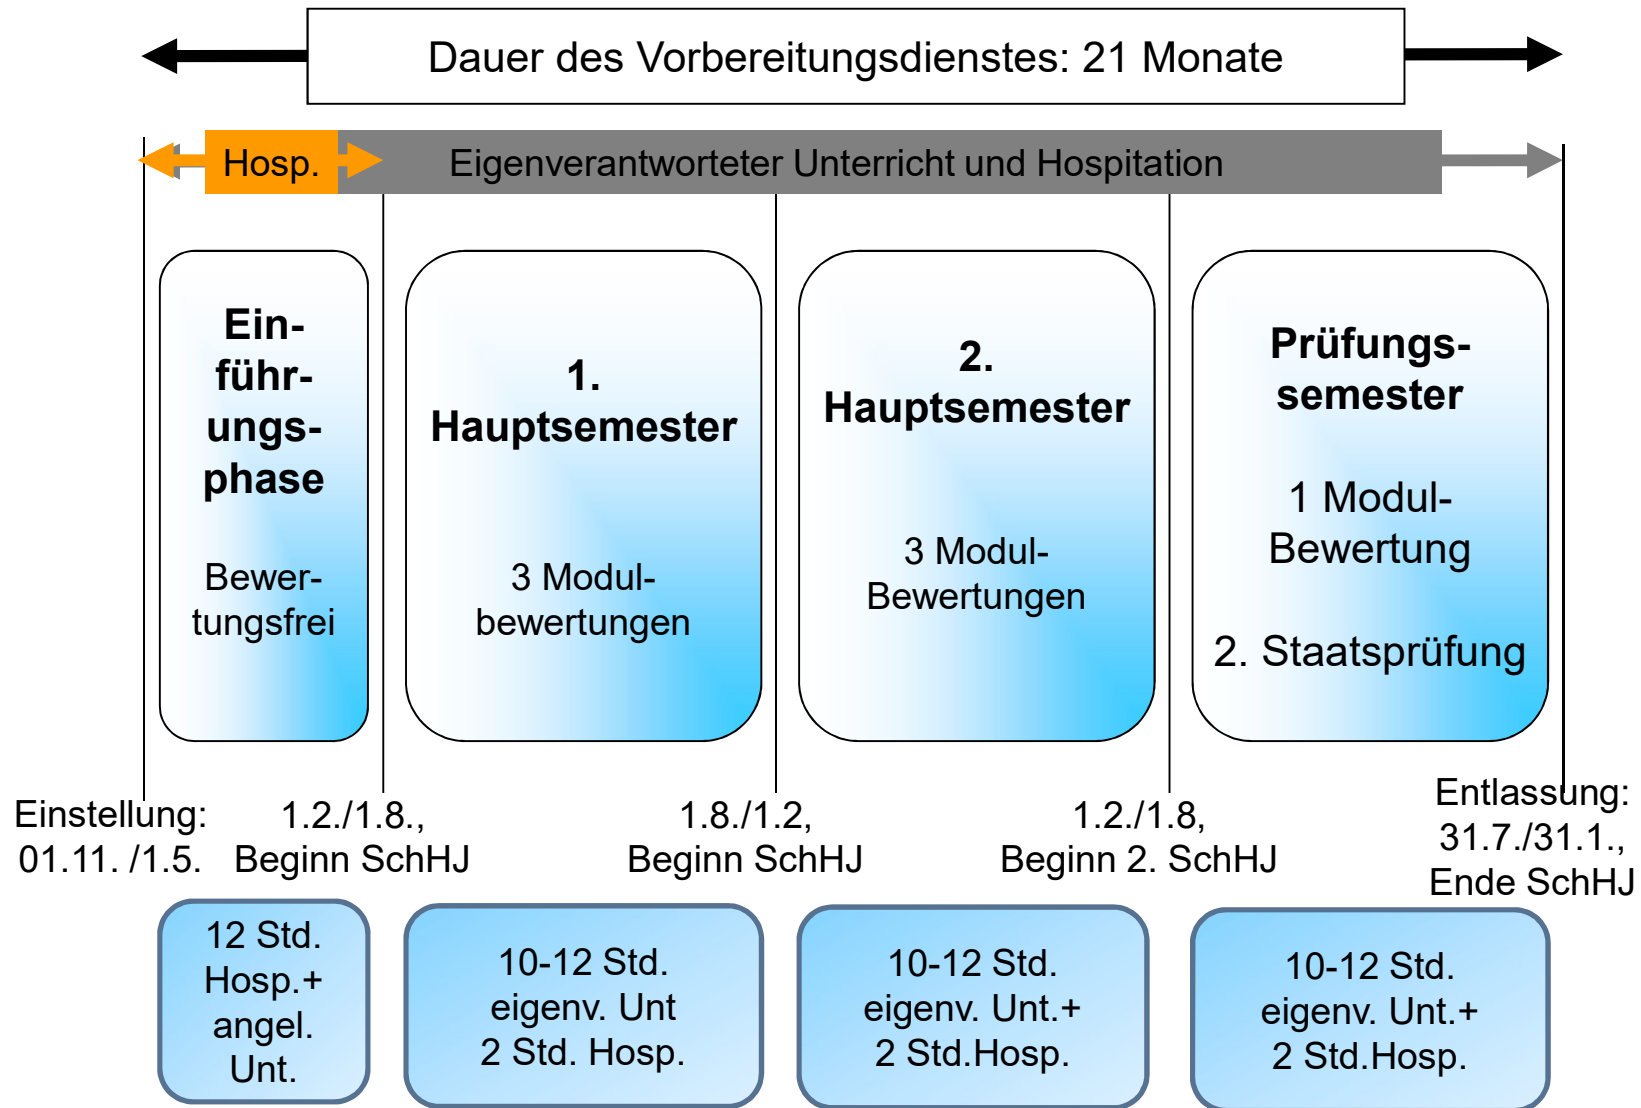 Dauer des Vorbereitungsdienstes: 21 Monate
Hosp.
Eigenverantworteter Unterricht und Hospitation
Ein-
führ-
ungs-
phase
Bewer-
tungsfrei
1.
Hauptsemester
3 Modul-
bewertungen
2.
Hauptsemester
3 Modul-
Bewertungen
Prüfungs-
semester
1 Modul-
Bewertung
2. Staatsprüfung
Einstellung:
01.11. /1.5.
1.2./1.8.,
Beginn SchHJ
1.8./1.2,
Beginn SchHJ
1.2./1.8,
Beginn 2. SchHJ
Entlassung:
31.7./31.1.,
Ende SchHJ
12 Std.
Hosp.+
angel.
Unt.
10-12 Std.
eigenv. Unt
2 Std. Hosp.
10-12 Std.
eigenv. Unt.+
2 Std.Hosp.
10-12 Std.
eigenv. Unt.+
2 Std.Hosp.